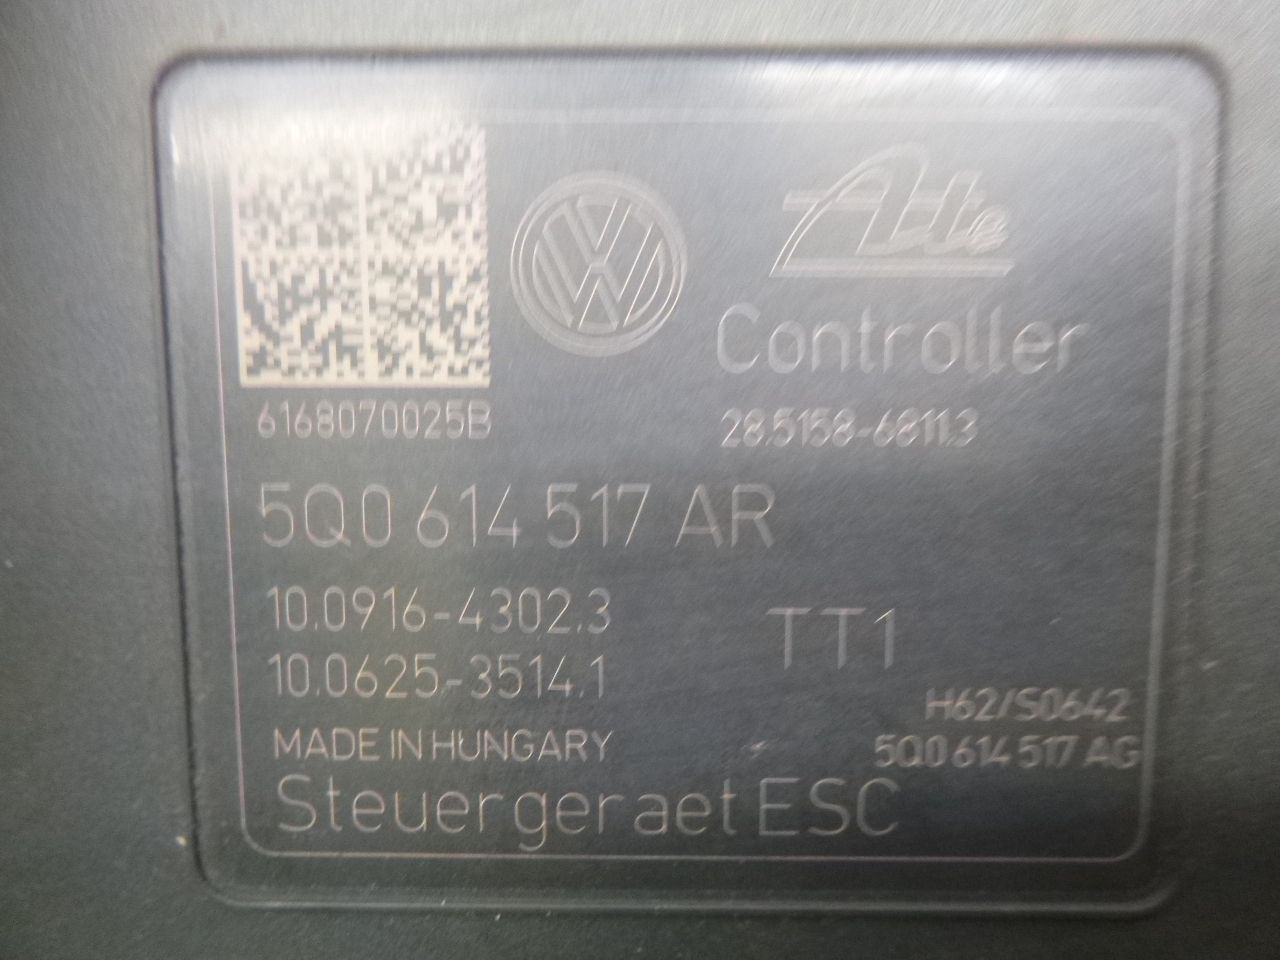 Ate
Controller
6168070025B
28.5158-6811.3
5Q0 614 517 AR
10.0916-4302.3
TT1
10.0625-3514.1
H62/S0642
MADE IN HUNGARY
5Q0 614 517 AG
Steuergeraet ESC